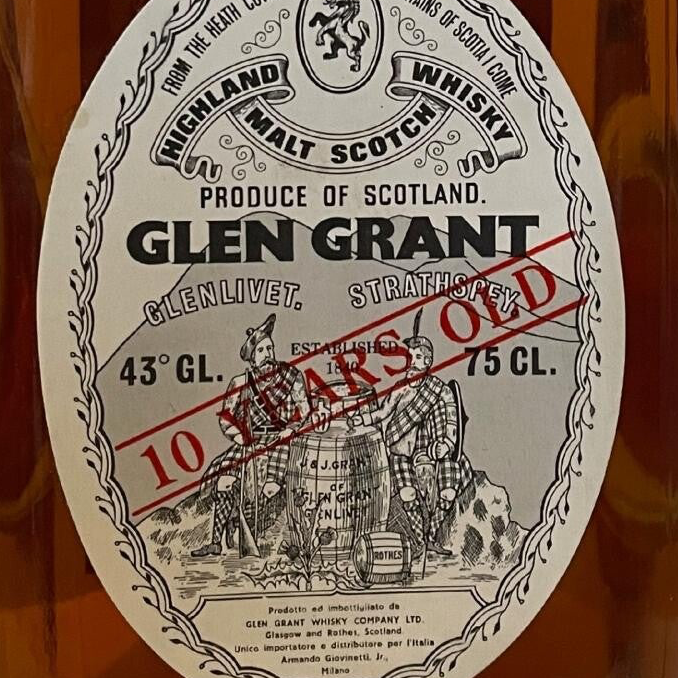 FROM THE HEATH
OF SCOTIA I COME
HIGHLAND WHISKY
MALT SCOTCH
PRODUCE OF SCOTLAND.
GLEN GRANT
GLENLIVET. STRATHSPEY.
ESTABLISHED
1840
43° GL. 75 CL.
10 YEARS OLD
J & J. GRANT
OF
GLEN GRANT
GLENLIVET
ROTHES
Prodotto ed imbottigliato da
GLEN GRANT WHISKY COMPANY LTD.
Glasgow and Rothes, Scotland.
Unico importatore e distributore per l'Italia
Armando Giovinetti, Jr.,
Milano